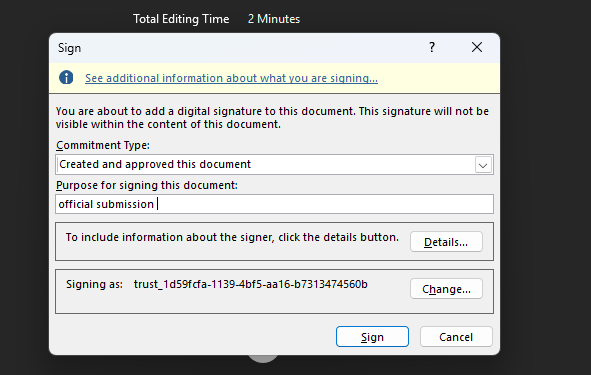 Total Editing Time 2 Minutes
Sign ?
See additional information about what you are signing...
You are about to add a digital signature to this document. This signature will not be
visible within the content of this document.
Commitment Type:
Created and approved this document
Purpose for signing this document:
official submission
To include information about the signer, click the details button. Details...
Signing as: trust_1d59fcfa-1139-4bf5-aa16-b7313474560b Change...
Sign Cancel